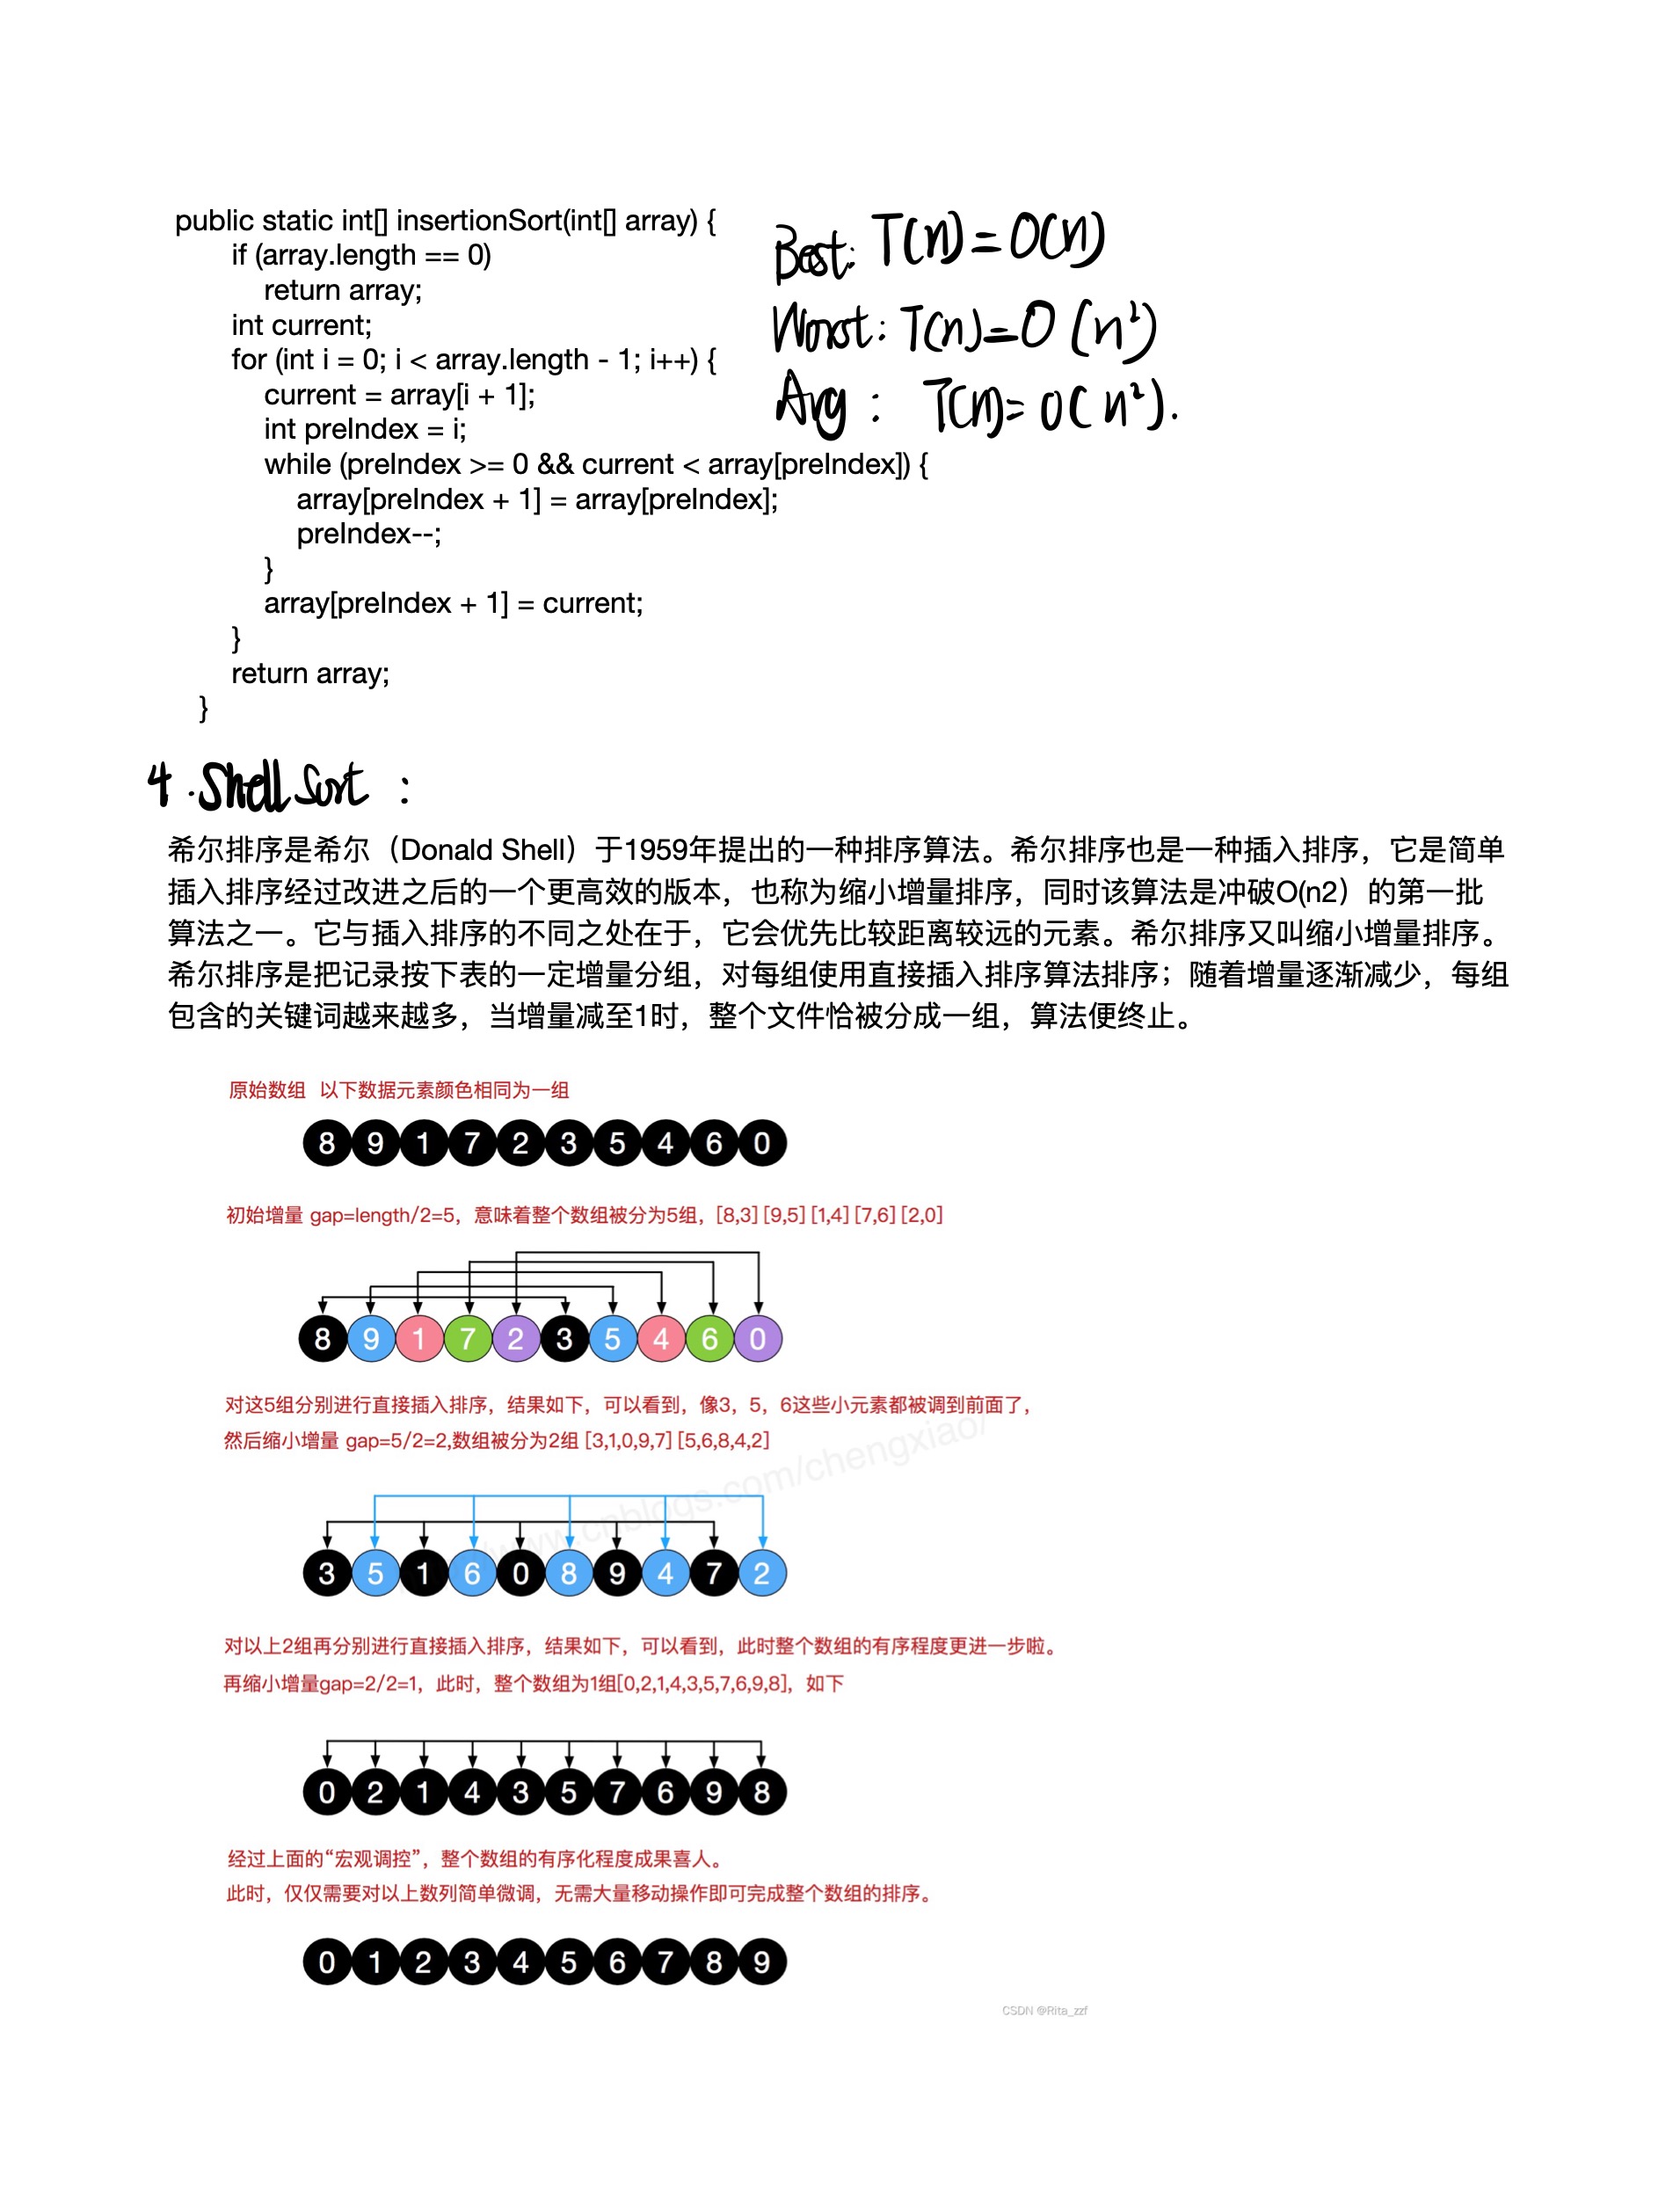 public static int[] insertionSort(int[] array) {
if (array.length == 0)
return array;
int current;
for (int i = 0; i < array.length - 1; i++) {
current = array[i + 1];
int preIndex = i;
while (preIndex >= 0 && current < array[preIndex]) {
array[preIndex + 1] = array[preIndex];
preIndex--;
}
array[preIndex + 1] = current;
}
return array;
}
Best: T(n)=O(n)
Worst: T(n)=O(n²)
Avg: T(n)=O(n²).
4. Shell Sort :
希尔排序是希尔（Donald Shell）于1959年提出的一种排序算法。希尔排序也是一种插入排序，它是简单
插入排序经过改进之后的一个更高效的版本，也称为缩小增量排序，同时该算法是冲破O(n2）的第一批
算法之一。它与插入排序的不同之处在于，它会优先比较距离较远的元素。希尔排序又叫缩小增量排序。
希尔排序是把记录按下表的一定增量分组，对每组使用直接插入排序算法排序；随着增量逐渐减少，每组
包含的关键词越来越多，当增量减至1时，整个文件恰被分成一组，算法便终止。
原始数组 以下数据元素颜色相同为一组
8 9 1 7 2 3 5 4 6 0
初始增量 gap=length/2=5，意味着整个数组被分为5组，[8,3] [9,5] [1,4] [7,6] [2,0]
8 9 1 7 2 3 5 4 6 0
对这5组分别进行直接插入排序，结果如下，可以看到，像3，5，6这些小元素都被调到前面了，
然后缩小增量 gap=5/2=2,数组被分为2组 [3,1,0,9,7] [5,6,8,4,2]
www.cnblogs.com/chengxiao/
3 5 1 6 0 8 9 4 7 2
对以上2组再分别进行直接插入排序，结果如下，可以看到，此时整个数组的有序程度更进一步啦。
再缩小增量gap=2/2=1，此时，整个数组为1组[0,2,1,4,3,5,7,6,9,8]，如下
0 2 1 4 3 5 7 6 9 8
经过上面的“宏观调控”，整个数组的有序化程度成果喜人。
此时，仅仅需要对以上数列简单微调，无需大量移动操作即可完成整个数组的排序。
0 1 2 3 4 5 6 7 8 9
CSDN @Rita_zzf